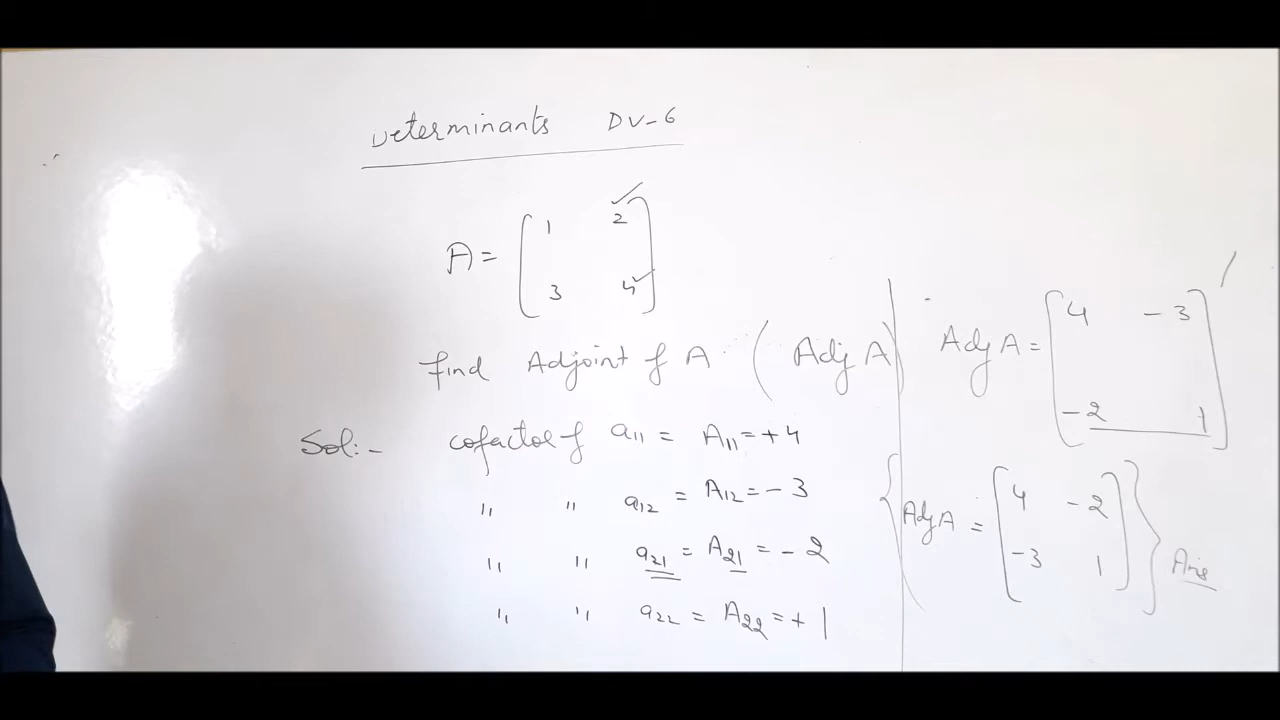 Determinants DV-6
A = [ 1 2
3 4 ]
find Adjoint of A (Adj A)
Sol:- cofactor of a11 = A11 = +4
" " a12 = A12 = - 3
" " a21 = A21 = - 2
" " a22 = A22 = + 1
Adj A = [ 4 - 3
- 2 1 ]'
{ Adj A = [ 4 - 2
- 3 1 ] } Ans